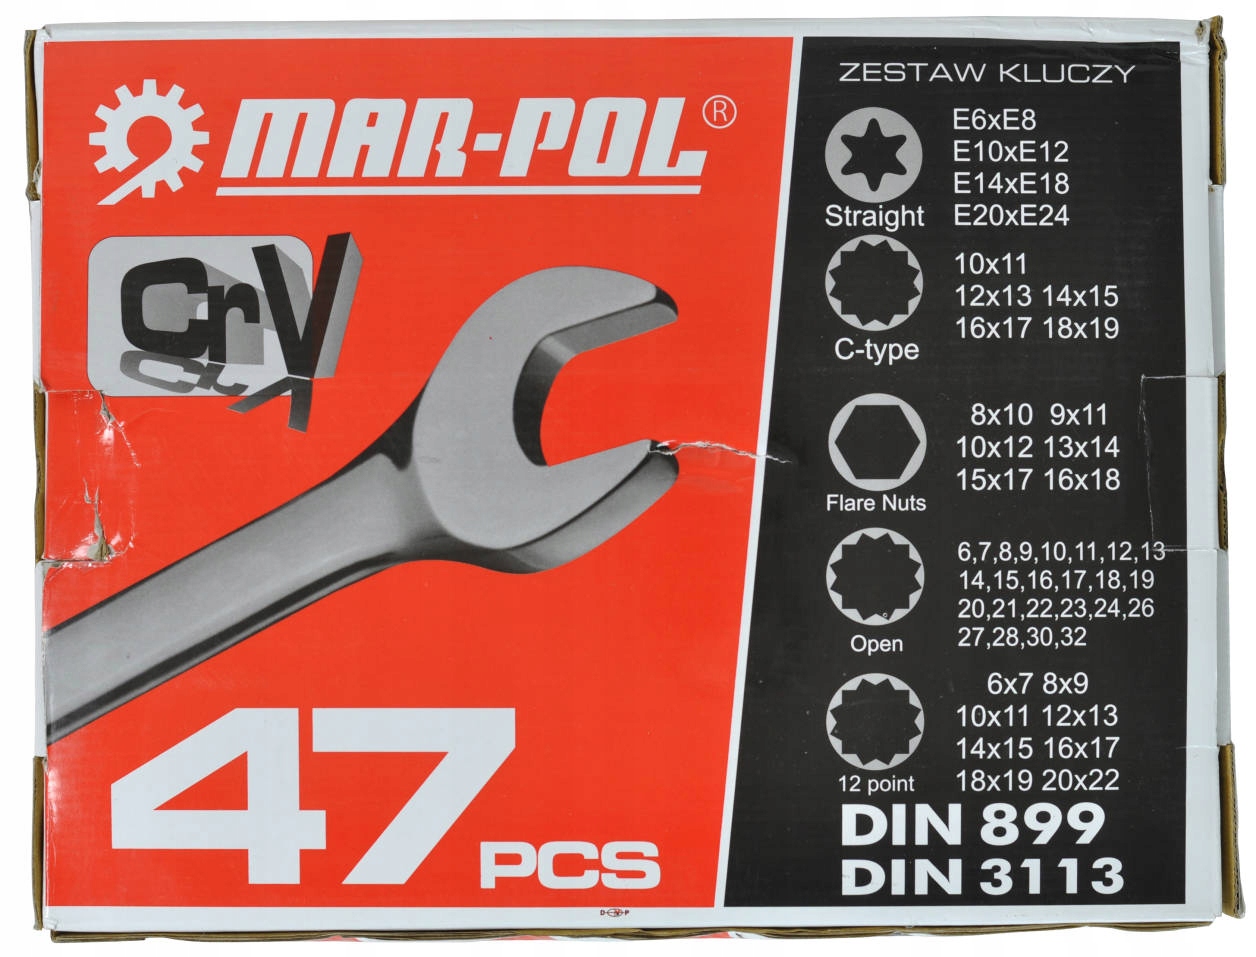 MAR-POL®
CrV
47 PCS
ZESTAW KLUCZY
E6xE8
E10xE12
E14xE18
E20xE24
Straight
10x11
12x13 14x15
16x17 18x19
C-type
8x10 9x11
10x12 13x14
15x17 16x18
Flare Nuts
6,7,8,9,10,11,12,13
14,15,16,17,18,19
20,21,22,23,24,26
27,28,30,32
Open
6x7 8x9
10x11 12x13
14x15 16x17
18x19 20x22
12 point
DIN 899
DIN 3113